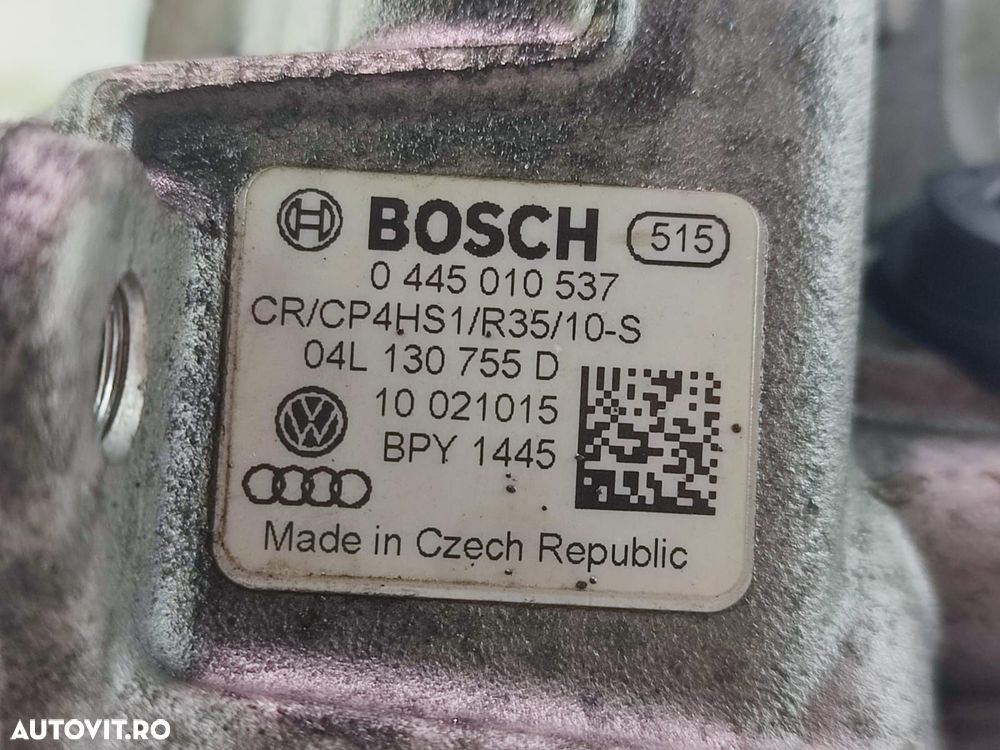 BOSCH 515
0 445 010 537
CR/CP4HS1/R35/10-S
04L 130 755 D
10 021015
BPY 1445
Made in Czech Republic
AUTOVIT.RO